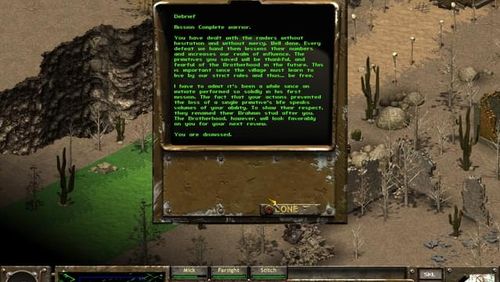 Debrief
Mission Complete warrior.
You have dealt with the raiders without
hesitation and without mercy. Well done. Every
defeat we hand them lessens their numbers
and increases our realm of influence. The
primitives you saved will be thankful, and
fearful of the Brotherhood in the future. This
is important since the village must learn to
live by our strict rules and thus... be free.
I have to admit it's been a while since an
initiate performed so solidly in his first
mission. The fact that your actions prevented
the loss of a single primitive's life speaks
volumes of your ability. To show their respect,
they renamed their Brahmin stud after you.
The Brotherhood, however, will look favorably
on you for your next review.
You are dismissed.
DONE
Mick Farsight Stitch